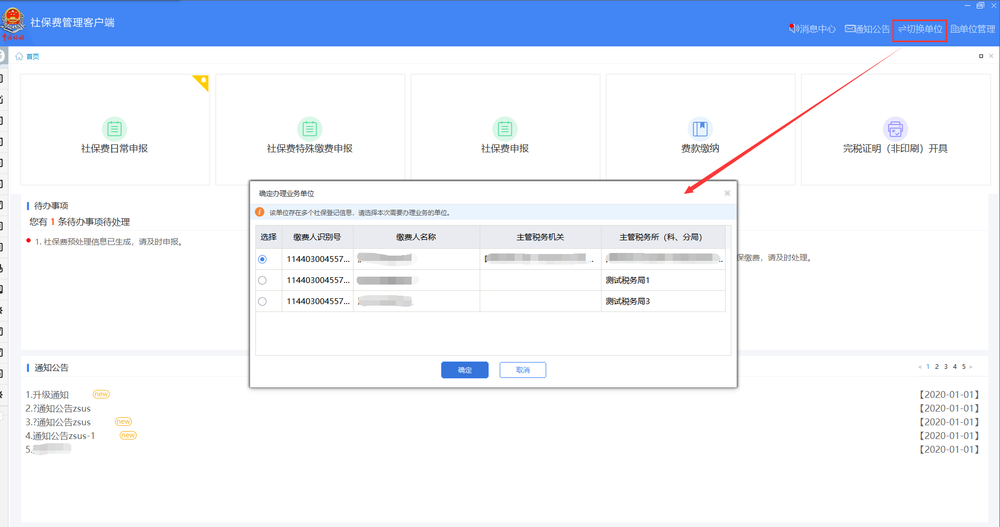 社保费管理客户端
消息中心 通知公告 切换单位 单位管理
首页
社保费日常申报
社保费特殊缴费申报
社保费申报
费款缴纳
完税证明（非印刷）开具
待办事项
您有 1 条待办事项待处理
1. 社保费预处理信息已生成，请及时申报。
保缴费，请及时处理。
确定办理业务单位
该单位存在多个社保登记信息，请选择本次需要办理业务的单位。
选择 缴费人识别号 缴费人名称 主管税务机关 主管税务所（科、分局）
114403004557...
114403004557... 测试税务局1
114403004557... 测试税务局3
确定 取消
通知公告
< 1 2 3 4 5 >
1.升级通知 new 【2020-01-01】
2.?通知公告zsus 【2020-01-01】
3.?通知公告zsus new 【2020-01-01】
4.通知公告zsus-1 new 【2020-01-01】
5. 【2020-01-01】